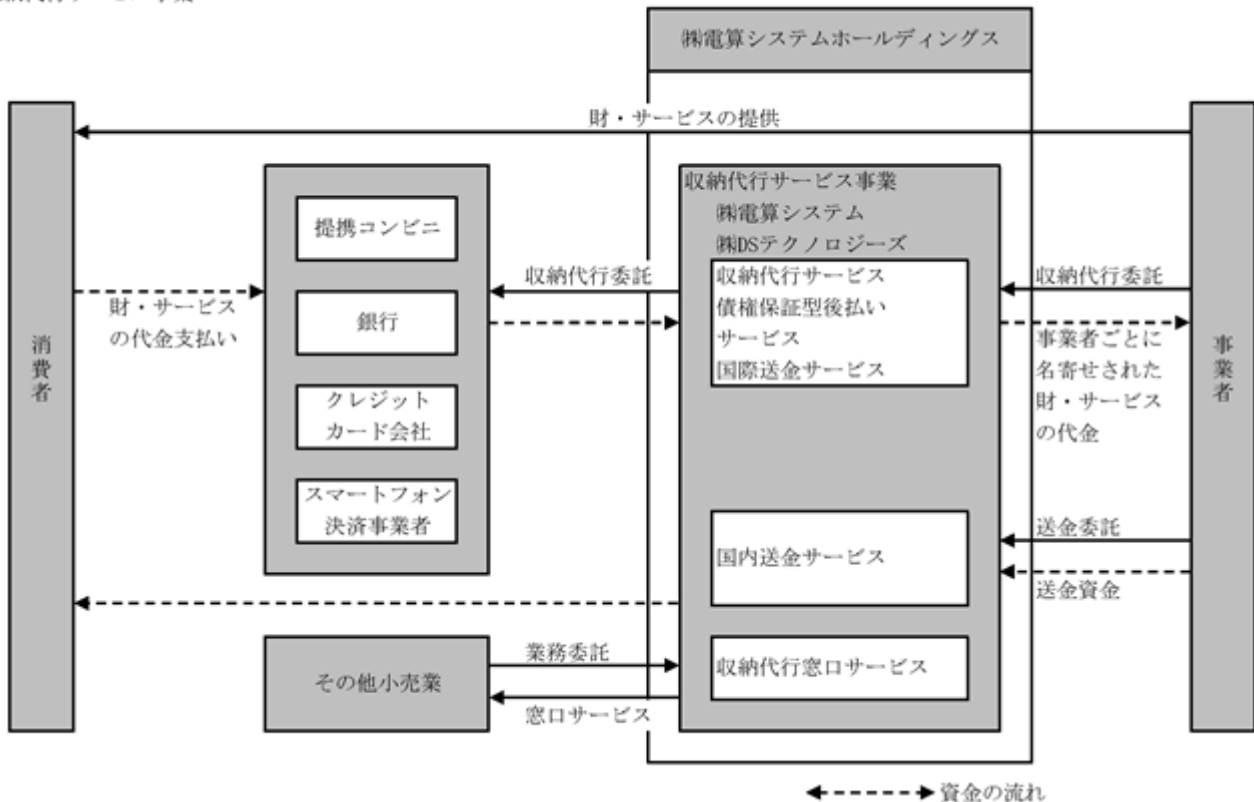 ㈱電算システムホールディングス
財・サービスの提供
消費者
提携コンビニ
銀行
クレジット
カード会社
スマートフォン
決済事業者
財・サービス
の代金支払い
収納代行委託
収納代行サービス事業
㈱電算システム
㈱DSテクノロジーズ
収納代行サービス
債権保証型後払い
サービス
国際送金サービス
国内送金サービス
収納代行窓口サービス
収納代行委託
事業者ごとに
名寄せされた
財・サービス
の代金
送金委託
送金資金
事業者
その他小売業
業務委託
窓口サービス
資金の流れ